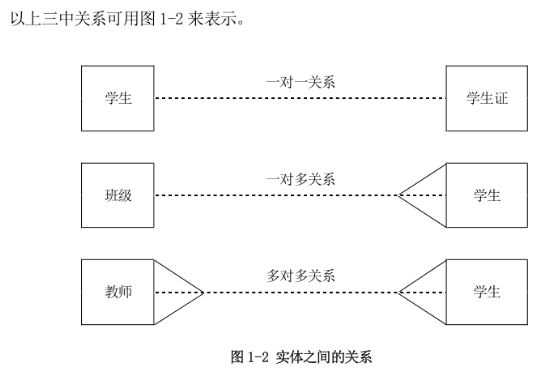 以上三中关系可用图1-2来表示。
学生 一对一关系 学生证
班级 一对多关系 学生
教师 多对多关系 学生
图1-2 实体之间的关系